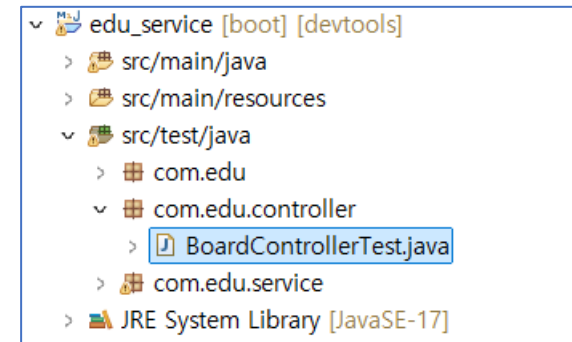 edu_service [boot] [devtools]
src/main/java
src/main/resources
src/test/java
com.edu
com.edu.controller
BoardControllerTest.java
com.edu.service
JRE System Library [JavaSE-17]